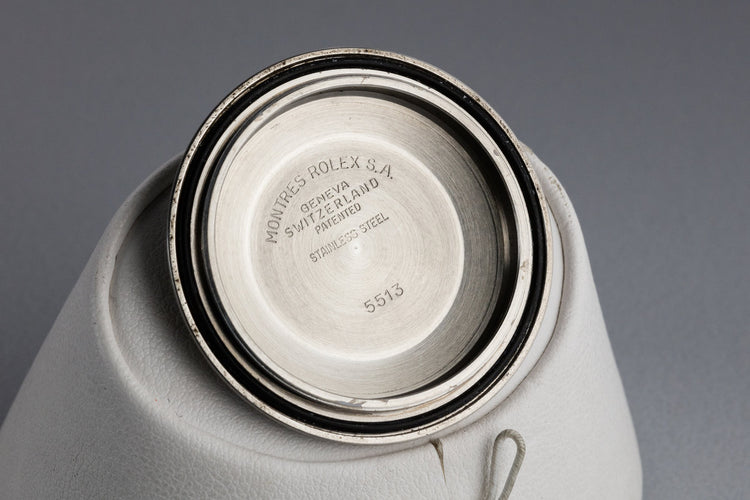 MONTRES ROLEX S.A.
GENEVA
SWITZERLAND
PATENTED
STAINLESS STEEL
5513